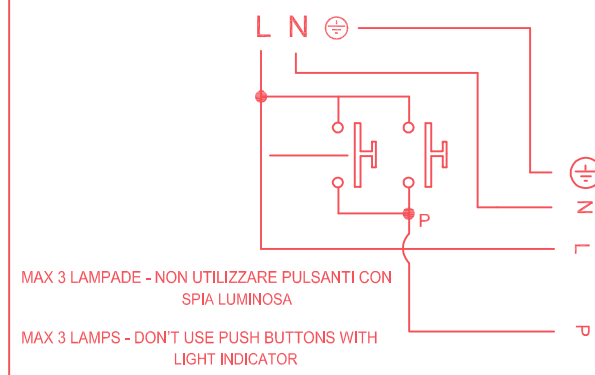 L N
P
N
L
P
MAX 3 LAMPADE - NON UTILIZZARE PULSANTI CON
SPIA LUMINOSA
MAX 3 LAMPS - DON'T USE PUSH BUTTONS WITH
LIGHT INDICATOR